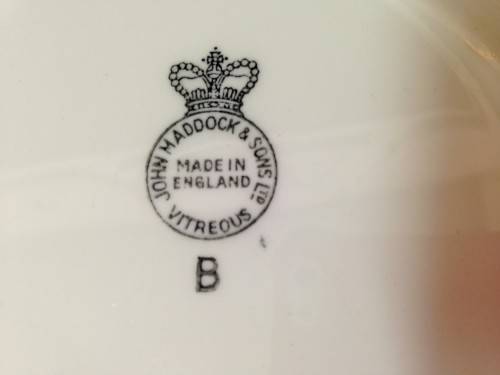 JOHN MADDOCK & SONS LTD
MADE IN
ENGLAND
VITREOUS
B